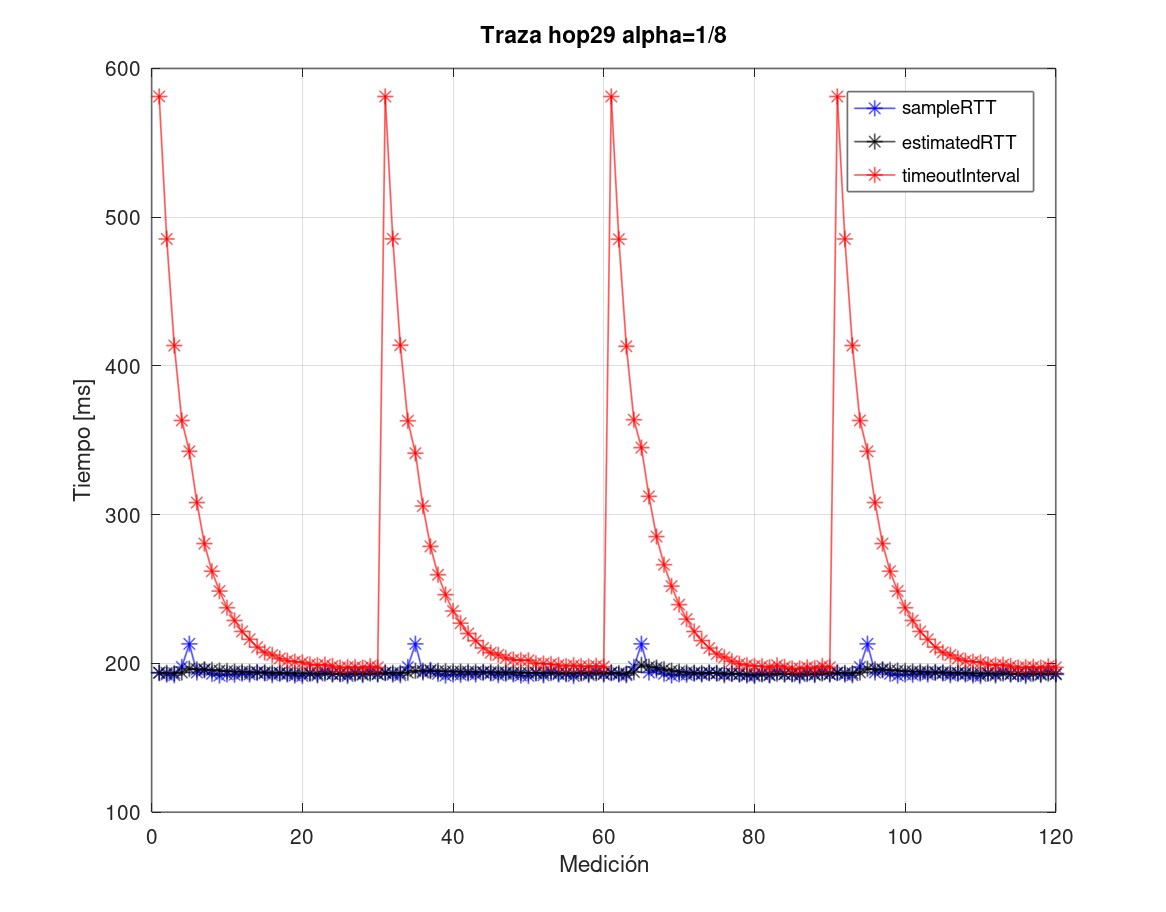 Traza hop29 alpha=1/8
600
500
400
300
200
100
Tiempo [ms]
sampleRTT
estimatedRTT
timeoutInterval
0 20 40 60 80 100 120
Medición